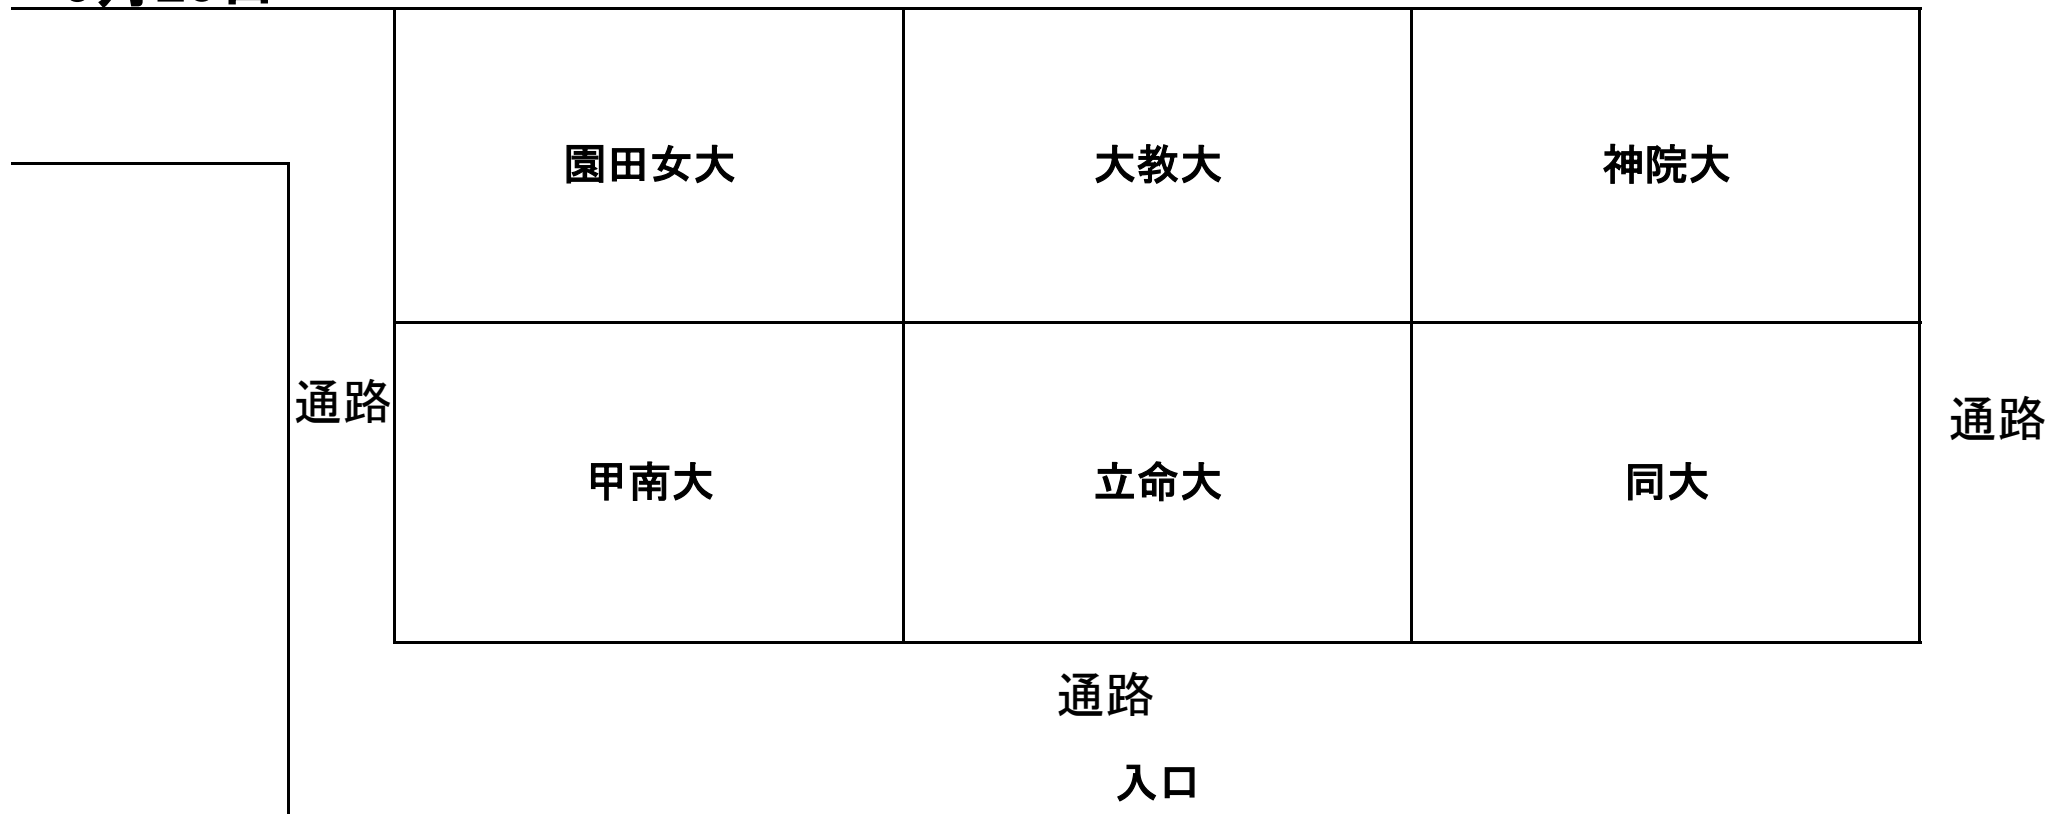 園田女大 大教大 神院大
通路
通路
甲南大 立命大 同大
通路
入口